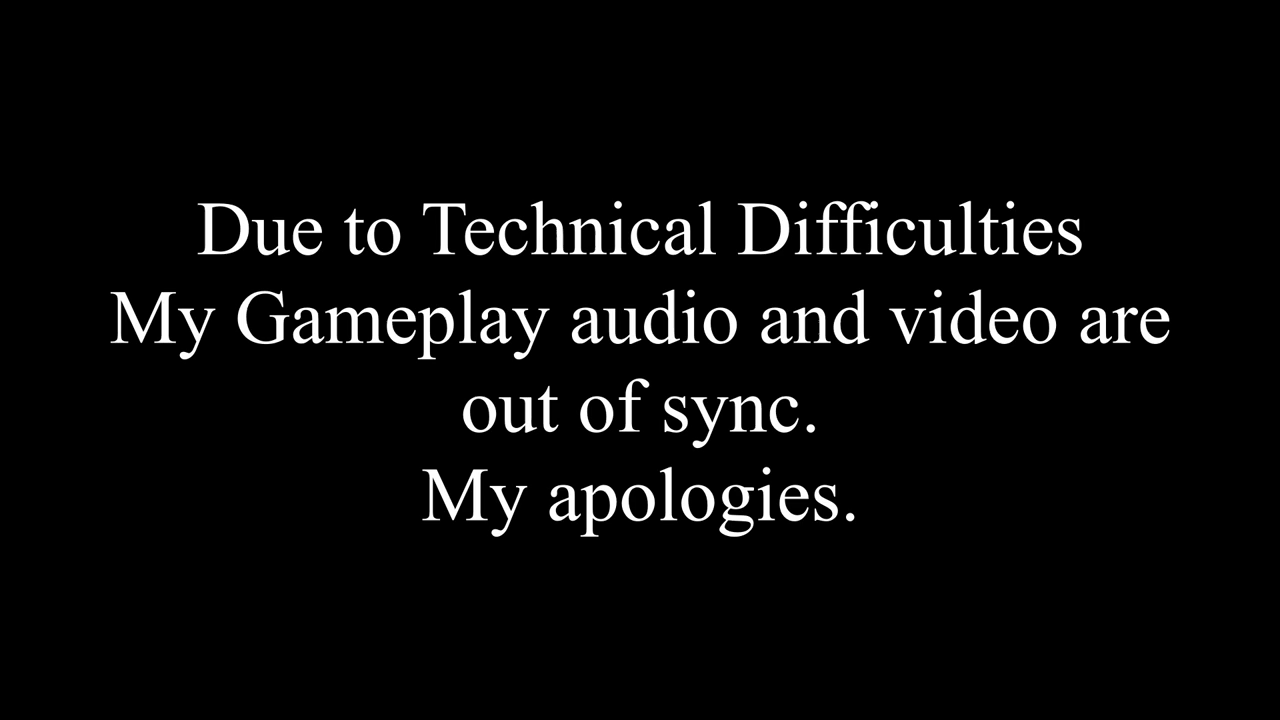 Due to Technical Difficulties
My Gameplay audio and video are
out of sync.
My apologies.